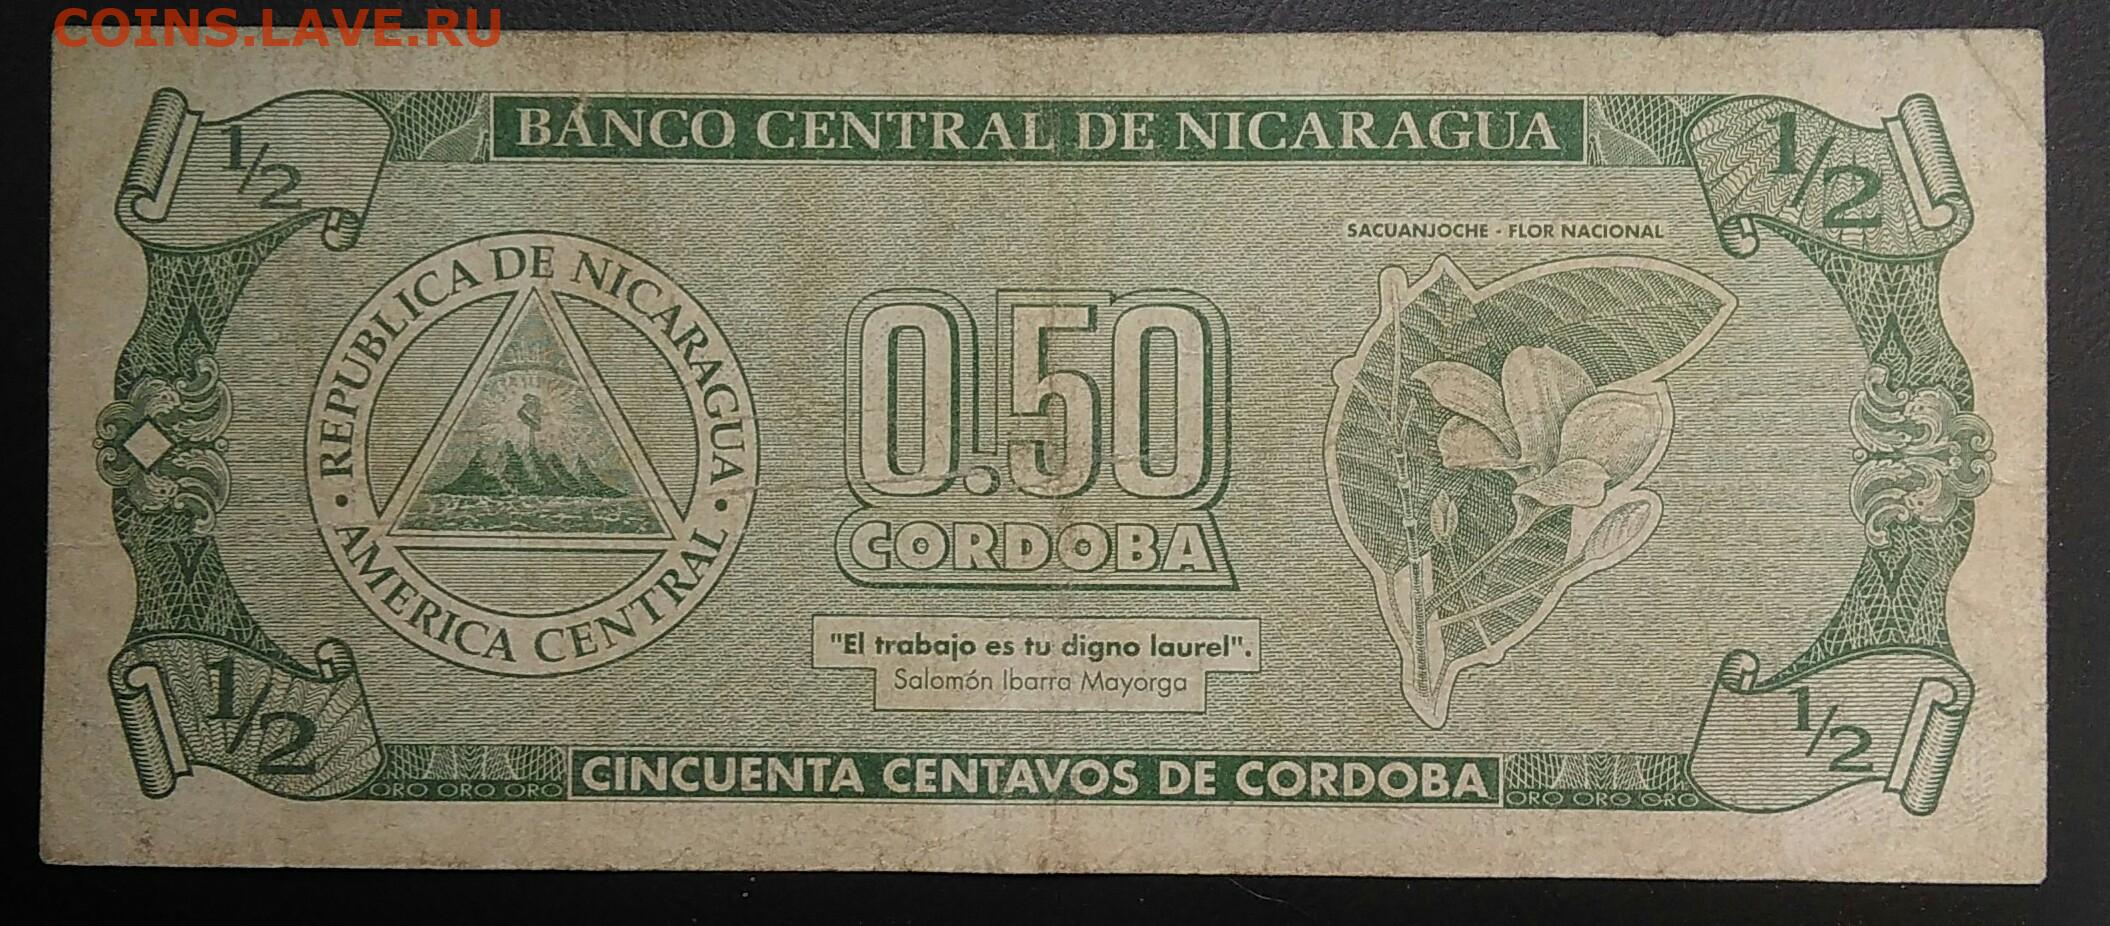 COINS.LAVE.RU
BANCO CENTRAL DE NICARAGUA
1/2
1/2
SACUANJOCHE - FLOR NACIONAL
REPUBLICA DE NICARAGUA
0.50
CORDOBA
• AMERICA CENTRAL •
"El trabajo es tu digno laurel".
Salomón Ibarra Mayorga
1/2
1/2
CINCUENTA CENTAVOS DE CORDOBA
ORO ORO ORO
ORO ORO ORO